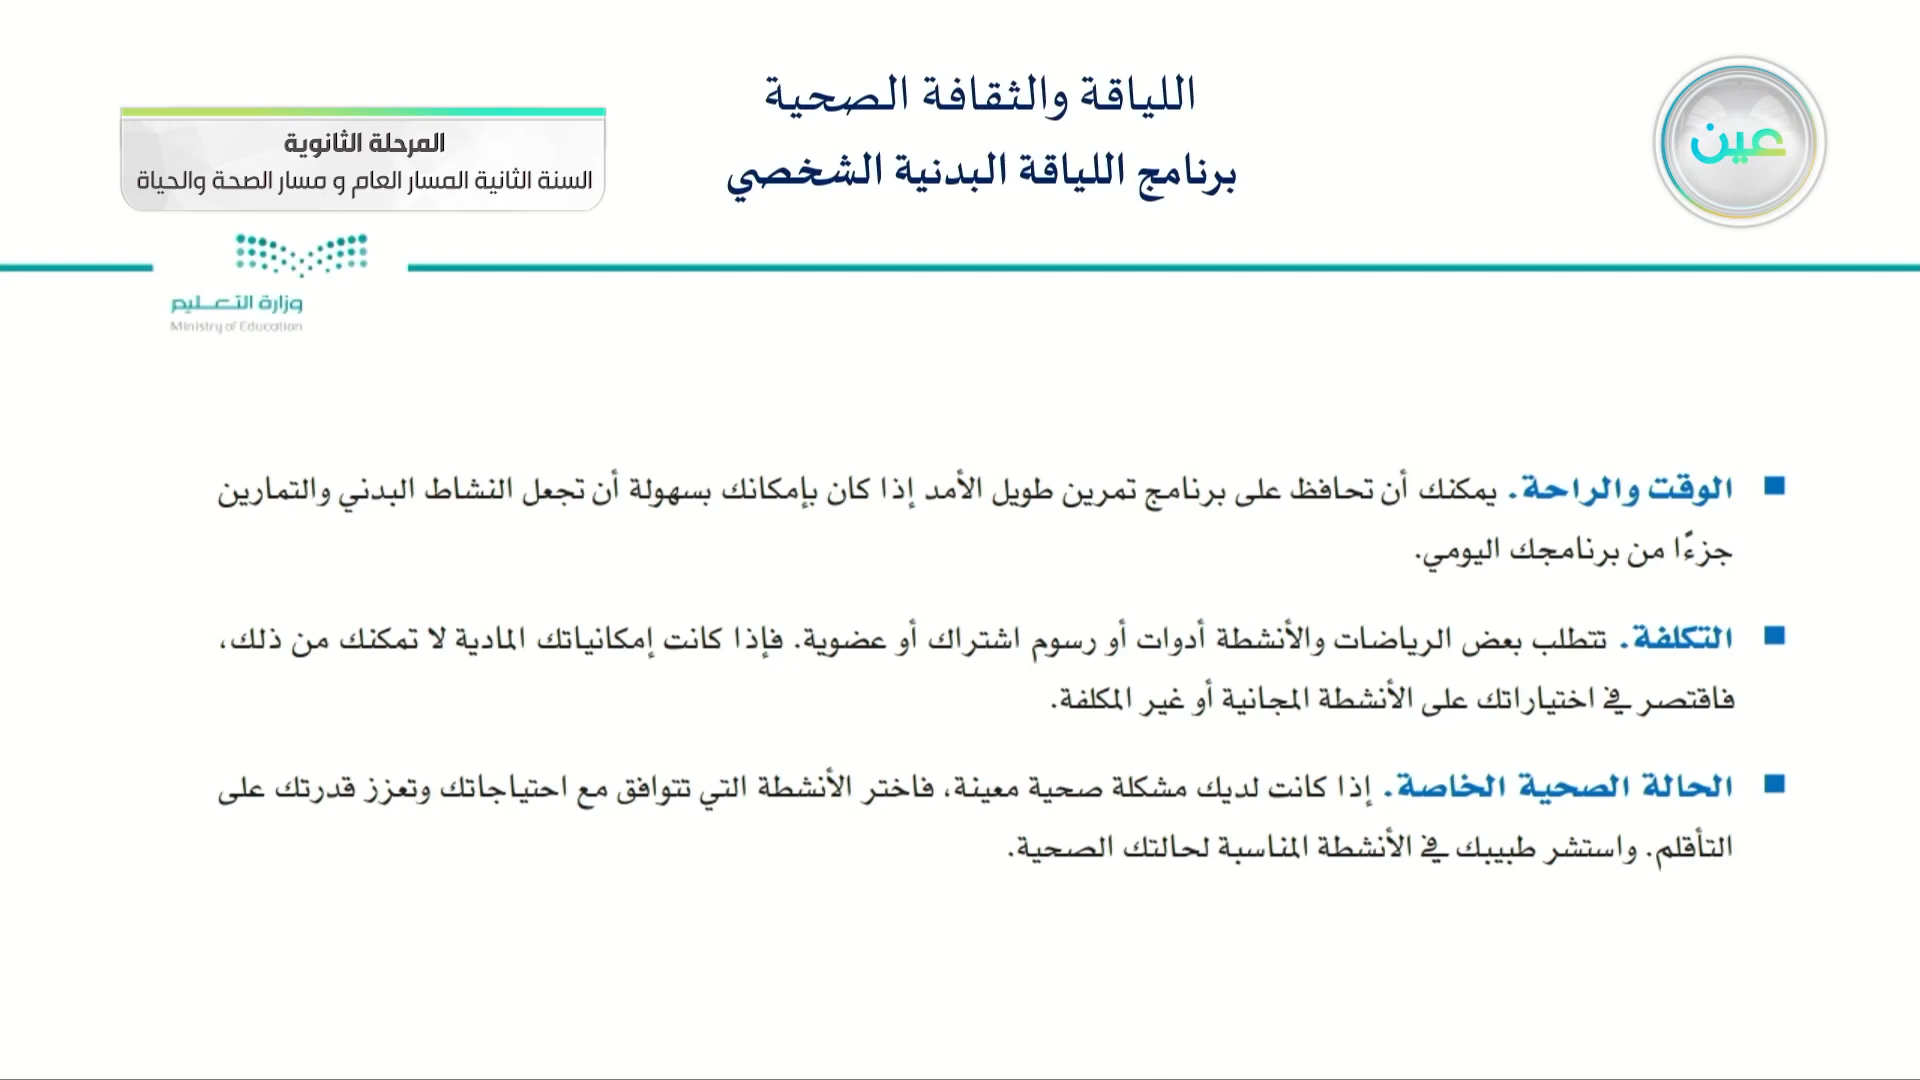 عين
اللياقة والثقافة الصحية
برنامج اللياقة البدنية الشخصي
المرحلة الثانوية
السنة الثانية المسار العام و مسار الصحة والحياة
وزارة التعليم
Ministry of Education
الوقت والراحة. يمكنك أن تحافظ على برنامج تمرين طويل الأمد إذا كان بإمكانك بسهولة أن تجعل النشاط البدني والتمارين
جزءًا من برنامجك اليومي.
التكلفة. تتطلب بعض الرياضات والأنشطة أدوات أو رسوم اشتراك أو عضوية. فإذا كانت إمكانياتك المادية لا تمكنك من ذلك،
فاقتصر في اختياراتك على الأنشطة المجانية أو غير المكلفة.
الحالة الصحية الخاصة. إذا كانت لديك مشكلة صحية معينة، فاختر الأنشطة التي تتوافق مع احتياجاتك وتعزز قدرتك على
التأقلم. واستشر طبيبك في الأنشطة المناسبة لحالتك الصحية.